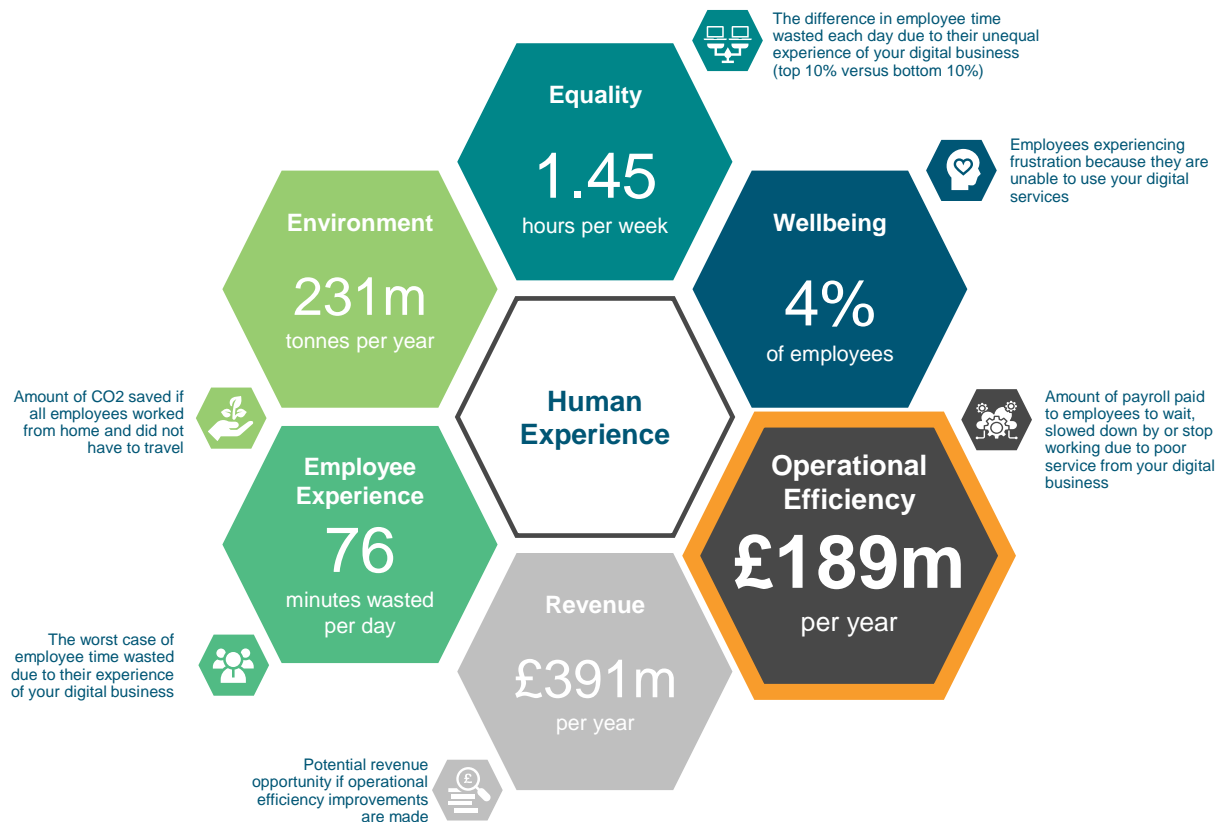 The difference in employee time
wasted each day due to their unequal
experience of your digital business
(top 10% versus bottom 10%)
Equality
1.45
hours per week
Employees experiencing
frustration because they are
unable to use your digital
services
Environment
231m
tonnes per year
Wellbeing
4%
of employees
Amount of CO2 saved if
all employees worked
from home and did not
have to travel
Human
Experience
Amount of payroll paid
to employees to wait,
slowed down by or stop
working due to poor
service from your digital
business
Employee
Experience
76
minutes wasted
per day
Operational
Efficiency
£189m
per year
The worst case of
employee time wasted
due to their experience
of your digital business
Revenue
£391m
per year
Potential revenue
opportunity if operational
efficiency improvements
are made
£